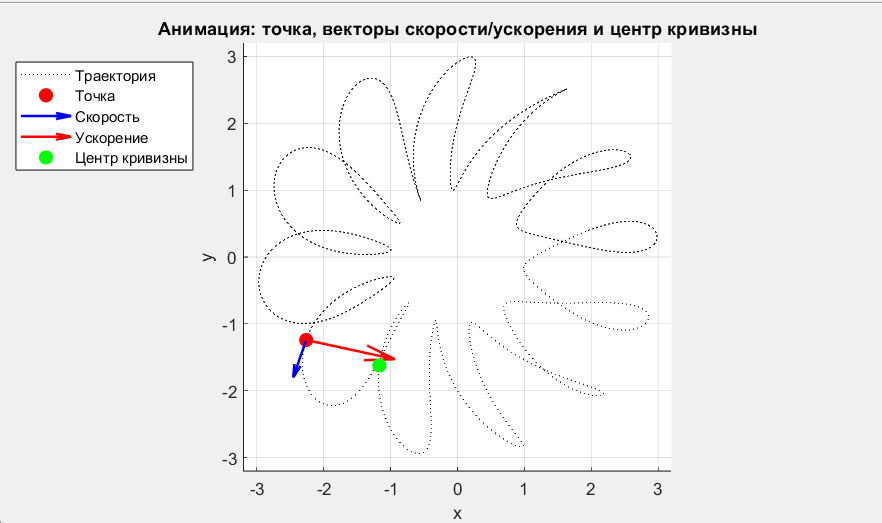 Анимация: точка, векторы скорости/ускорения и центр кривизны
Траектория
Точка
Скорость
Ускорение
Центр кривизны
3
2
1
0
-1
-2
-3
y
-3 -2 -1 0 1 2 3
x